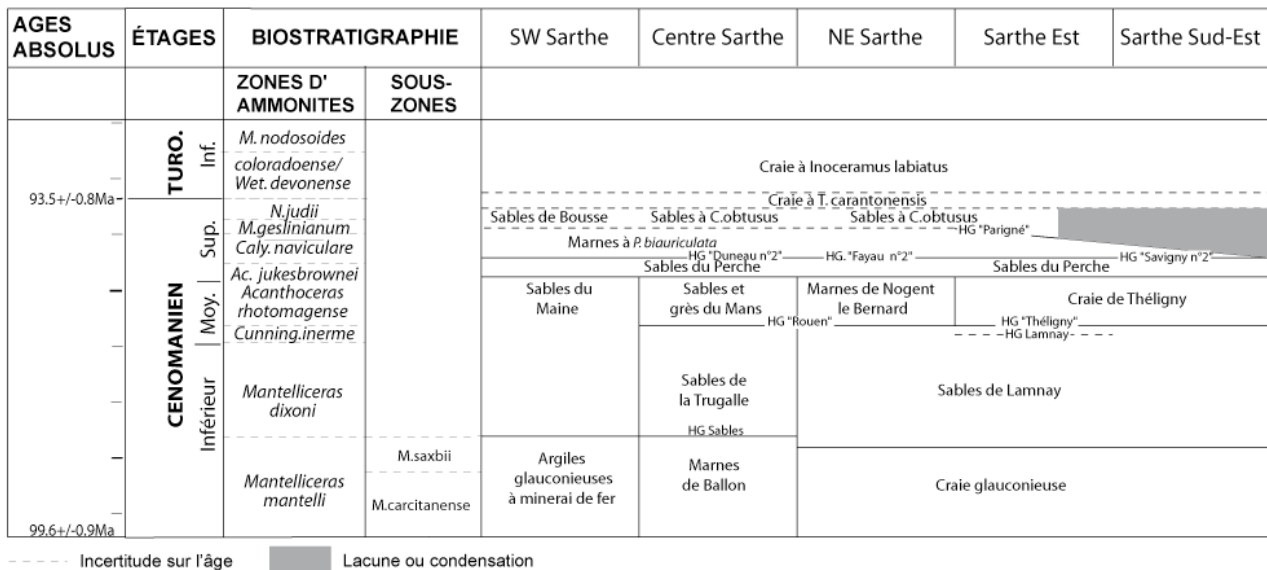 AGES ABSOLUS
ÉTAGES
BIOSTRATIGRAPHIE
SW Sarthe
Centre Sarthe
NE Sarthe
Sarthe Est
Sarthe Sud-Est
ZONES D'
AMMONITES
SOUS-
ZONES
TURO.
Inf.
M. nodosoides
coloradoense/
Wet. devonense
Craie à Inoceramus labiatus
93.5+/-0.8Ma
Craie à T. carantonensis
CENOMANIEN
Sup.
N.judii
M.geslinianum
Caly. naviculare
Sables de Bousse
Sables à C.obtusus
Sables à C.obtusus
HG "Parigné"
Marnes à P. biauriculata
HG "Duneau n°2"
HG. "Fayau n°2"
HG "Savigny n°2"
Sables du Perche
Sables du Perche
Moy.
Ac. jukesbrownei
Acanthoceras
rhotomagense
Cunning.inerme
Sables du
Maine
Sables et
grès du Mans
Marnes de Nogent
le Bernard
Craie de Théligny
HG "Rouen"
HG "Théligny"
HG Lamnay
Inférieur
Mantelliceras
dixoni
Sables de
la Trugalle
Sables de Lamnay
HG Sables
Mantelliceras
mantelli
M.saxbii
M.carcitanense
Argiles
glauconieuses
à minerai de fer
Marnes
de Ballon
Craie glauconieuse
99.6+/-0.9Ma
Incertitude sur l'âge
Lacune ou condensation